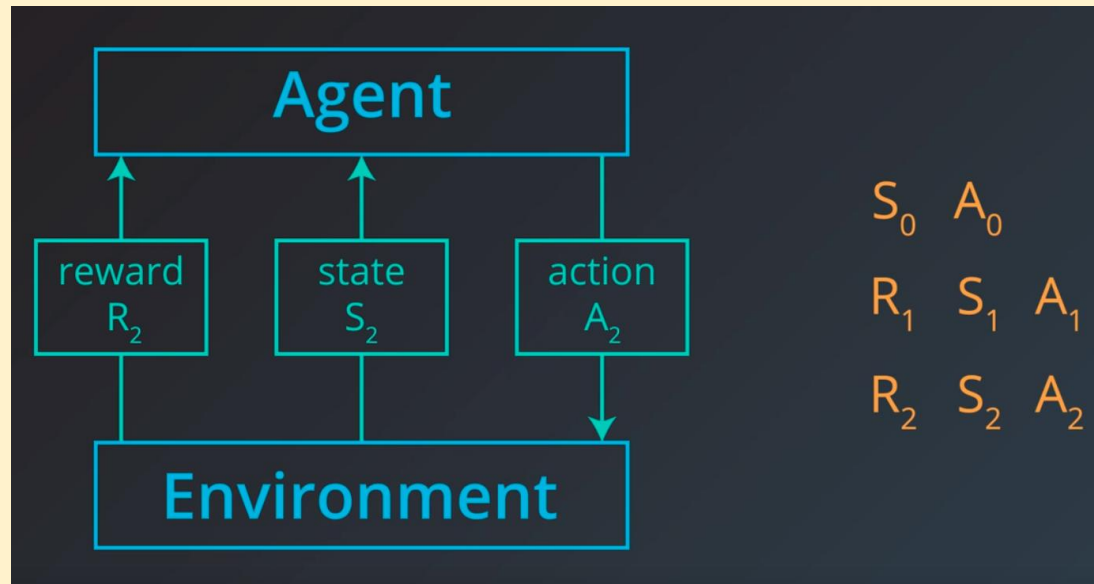 Agent
reward
R₂
state
S₂
action
A₂
Environment
S₀ A₀
R₁ S₁ A₁
R₂ S₂ A₂